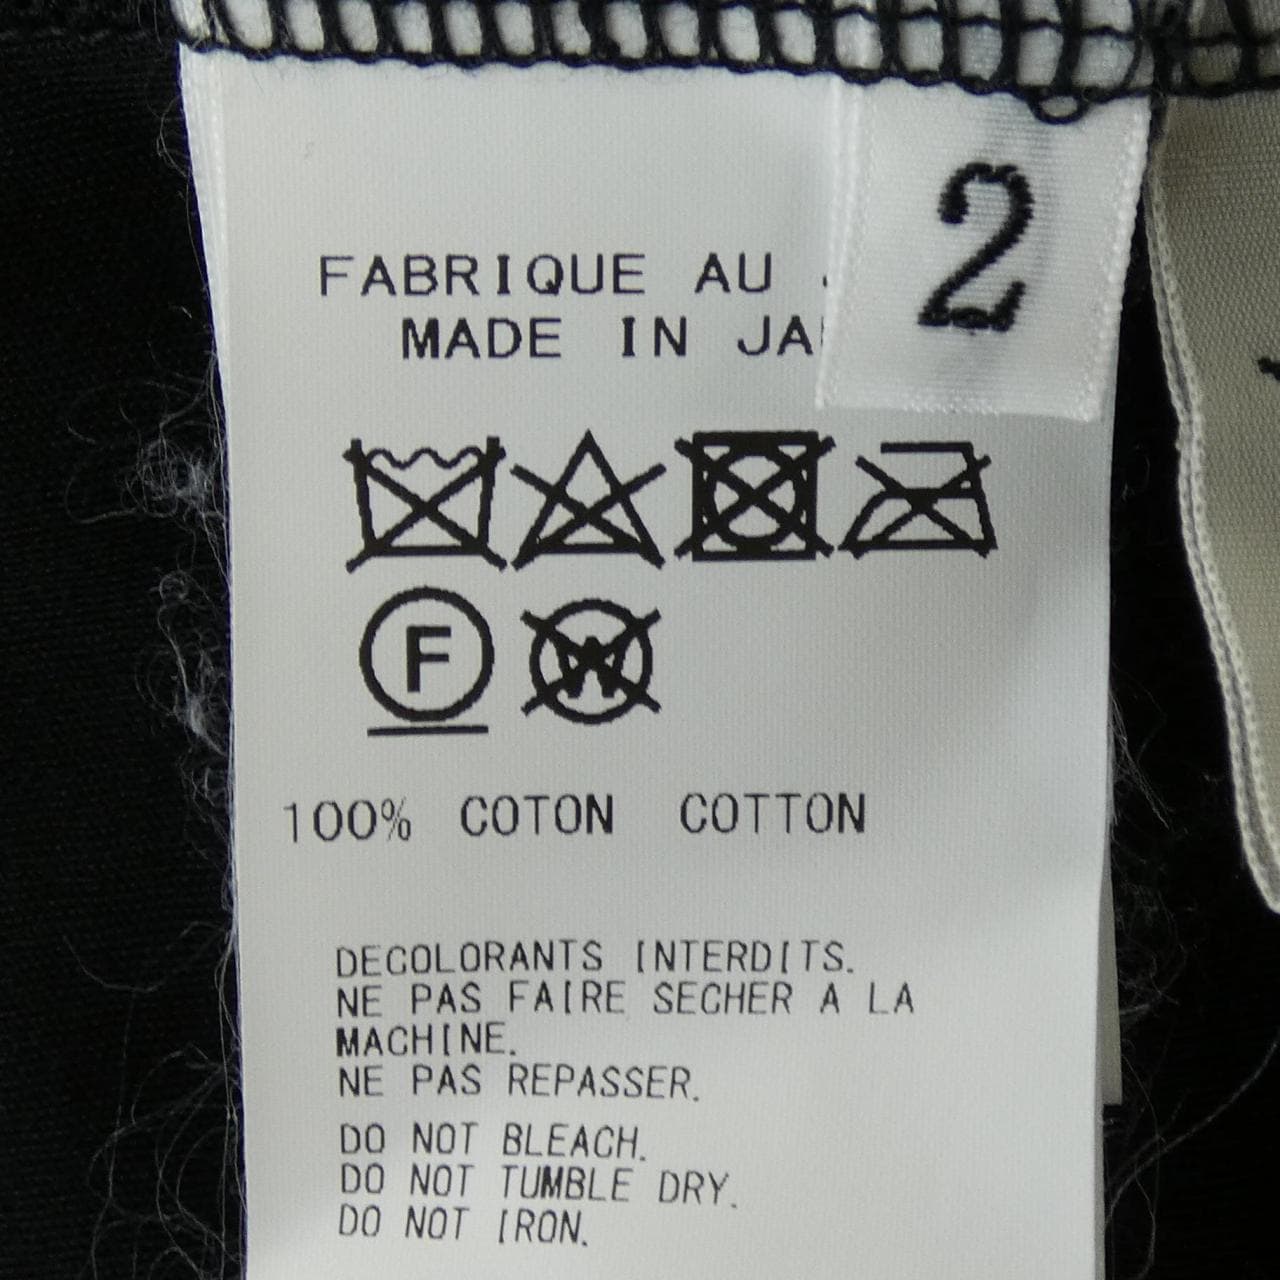 2
FABRIQUE AU
MADE IN
F
W
100% COTON COTTON
DECOLORANTS INTERDITS.
NE PAS FAIRE SECHER A LA
MACHINE.
NE PAS REPASSER.
DO NOT BLEACH.
DO NOT TUMBLE DRY.
DO NOT IRON.